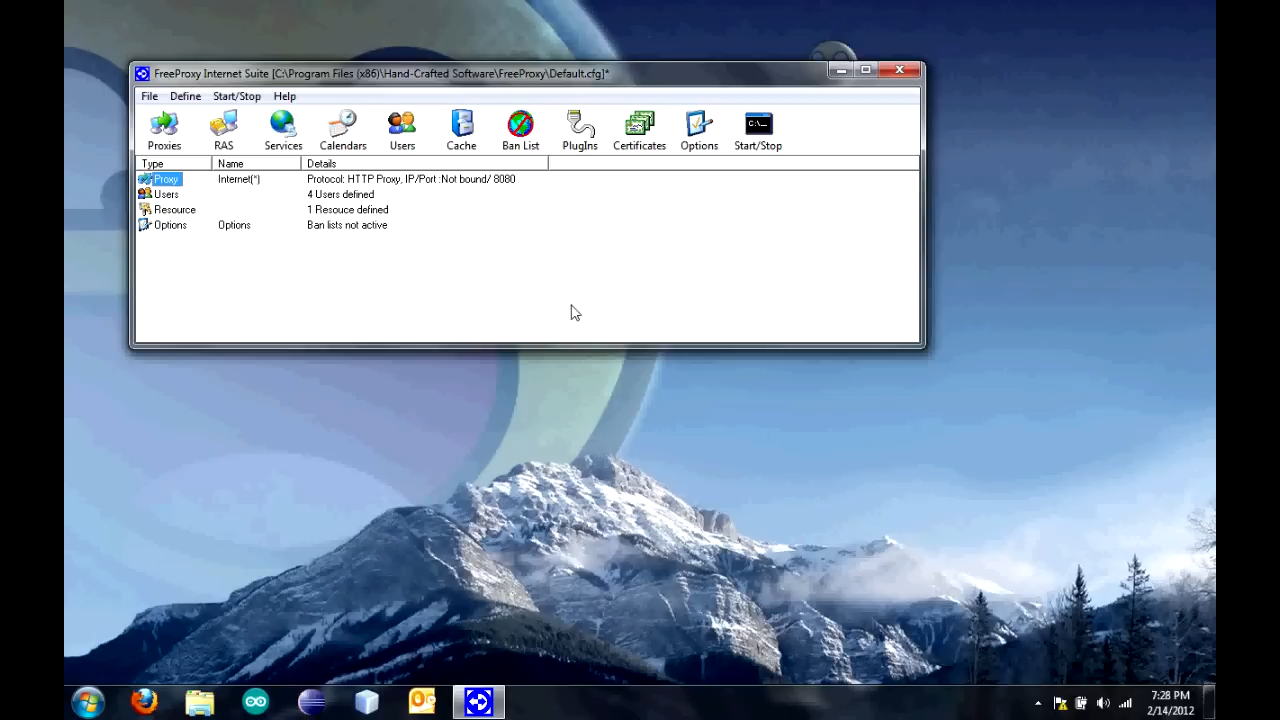 FreeProxy Internet Suite [C:\Program Files (x86)\Hand-Crafted Software\FreeProxy\Default.cfg]*
File Define Start/Stop Help
C:\_
Proxies RAS Services Calendars Users Cache Ban List PlugIns Certificates Options Start/Stop
Type Name Details
Proxy Internet(*) Protocol: HTTP Proxy, IP/Port :Not bound/ 8080
Users 4 Users defined
Resource 1 Resouce defined
Options Options Ban lists not active
7:28 PM
2/14/2012